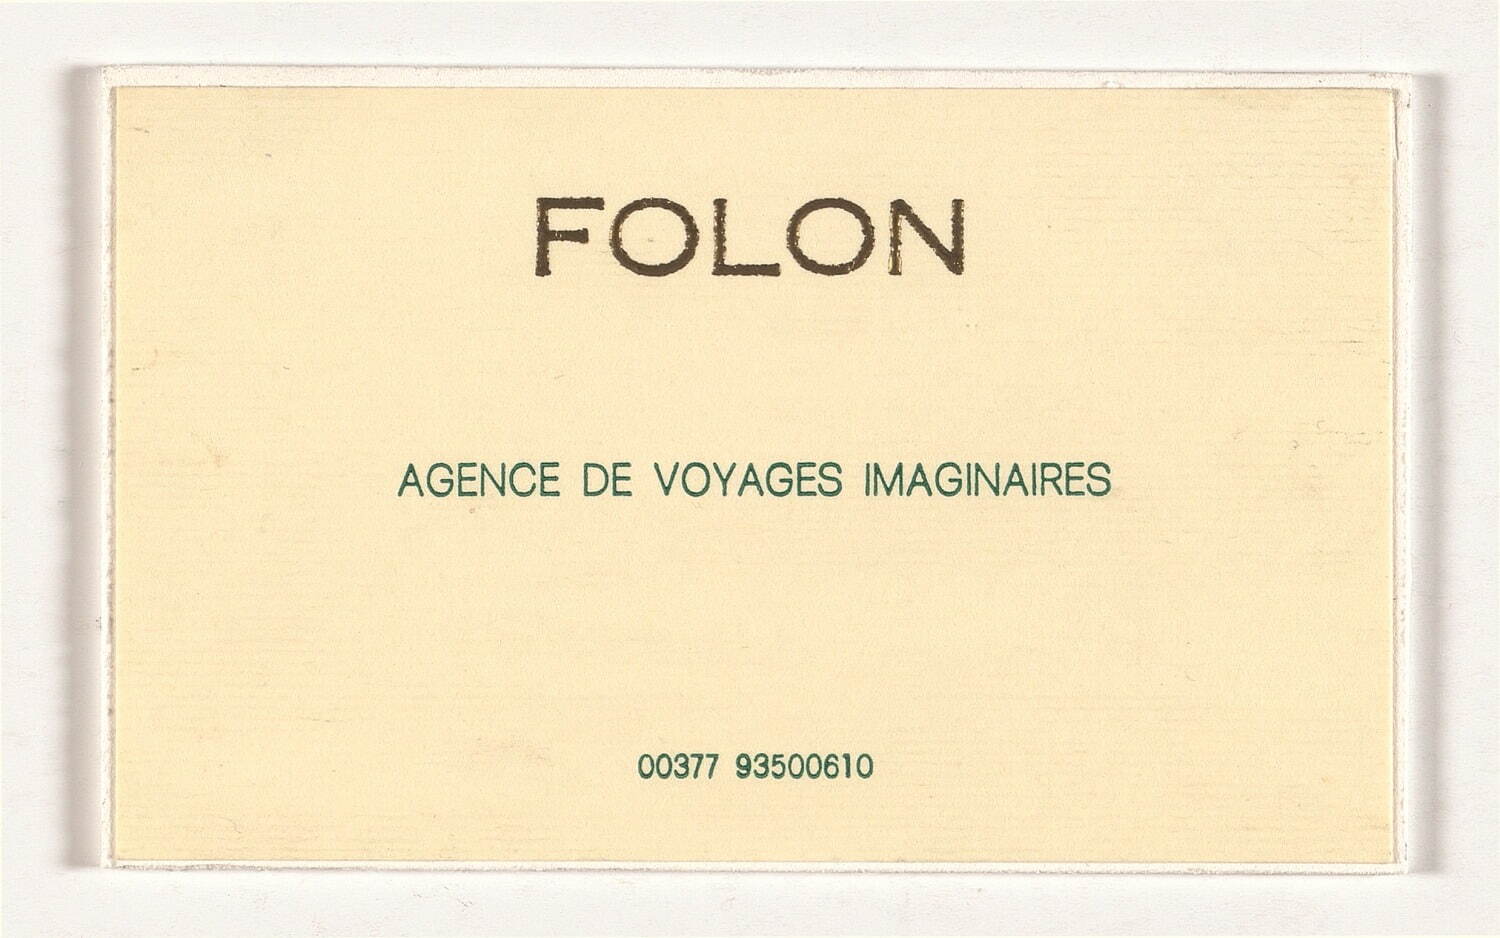 FOLON
AGENCE DE VOYAGES IMAGINAIRES
00377 93500610